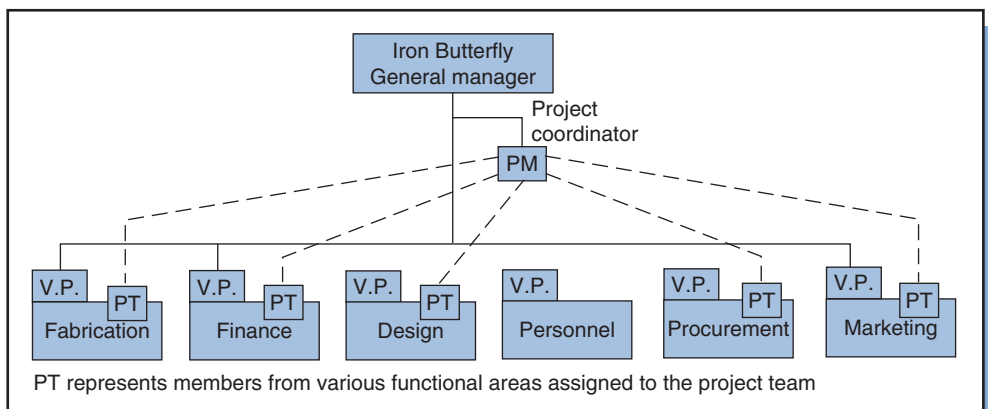 Iron Butterfly
General manager
Project
coordinator
PM
V.P. PT V.P. PT V.P. PT V.P. V.P. PT V.P. PT
Fabrication Finance Design Personnel Procurement Marketing
PT represents members from various functional areas assigned to the project team